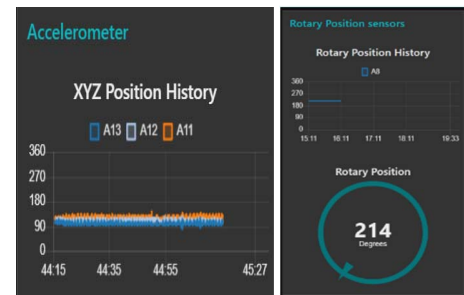 Accelerometer
XYZ Position History
A13 A12 A11
360
270
180
90
0
44:15 44:35 44:55 45:27
Rotary Position sensors
Rotary Position History
A8
360
270
180
90
0
15:11 16:11 17:11 18:11 19:33
Rotary Position
214
Degrees